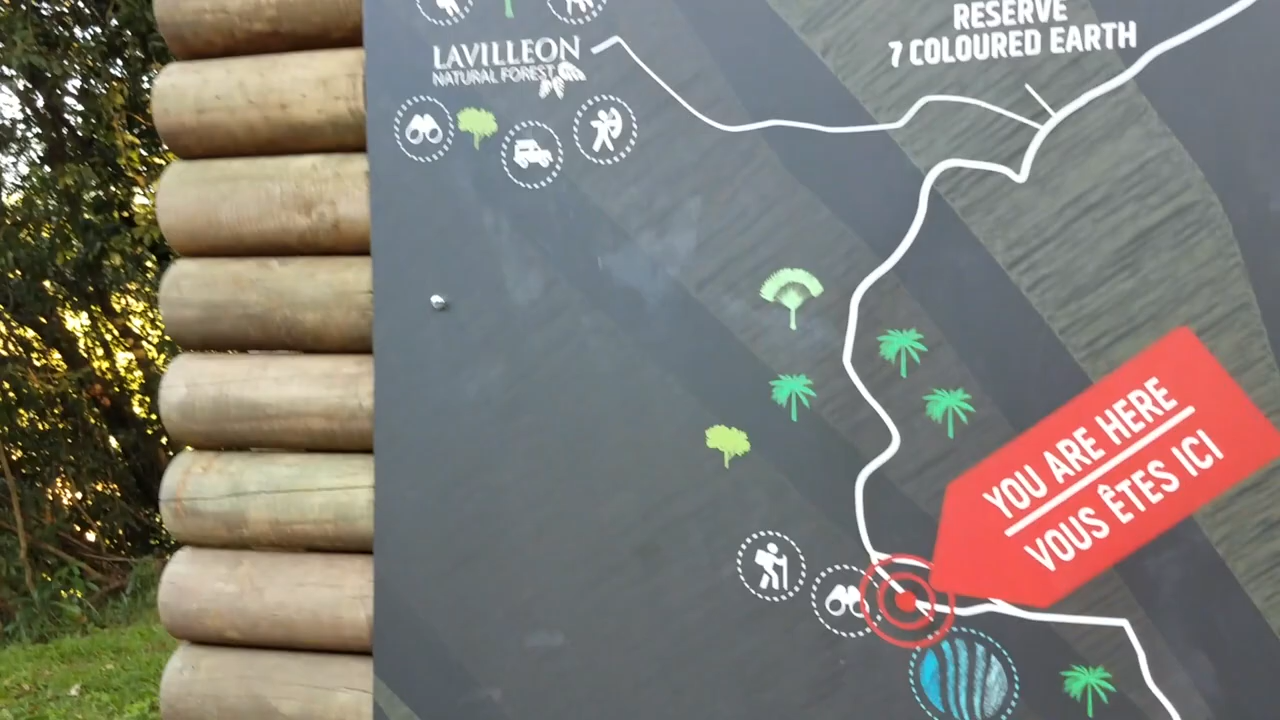 LAVILLEON
NATURAL FOREST
RESERVE
7 COLOURED EARTH
YOU ARE HERE
VOUS ÊTES ICI